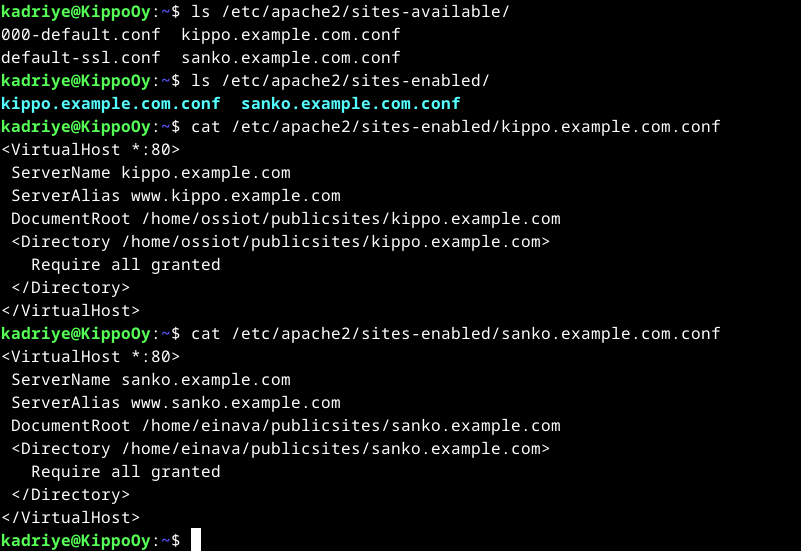 kadriye@KippoOy:~$ ls /etc/apache2/sites-available/
000-default.conf  kippo.example.com.conf
default-ssl.conf  sanko.example.com.conf
kadriye@KippoOy:~$ ls /etc/apache2/sites-enabled/
kippo.example.com.conf  sanko.example.com.conf
kadriye@KippoOy:~$ cat /etc/apache2/sites-enabled/kippo.example.com.conf
<VirtualHost *:80>
 ServerName kippo.example.com
 ServerAlias www.kippo.example.com
 DocumentRoot /home/ossiot/publicsites/kippo.example.com
 <Directory /home/ossiot/publicsites/kippo.example.com>
   Require all granted
 </Directory>
</VirtualHost>
kadriye@KippoOy:~$ cat /etc/apache2/sites-enabled/sanko.example.com.conf
<VirtualHost *:80>
 ServerName sanko.example.com
 ServerAlias www.sanko.example.com
 DocumentRoot /home/einava/publicsites/sanko.example.com
 <Directory /home/einava/publicsites/sanko.example.com>
   Require all granted
 </Directory>
</VirtualHost>
kadriye@KippoOy:~$